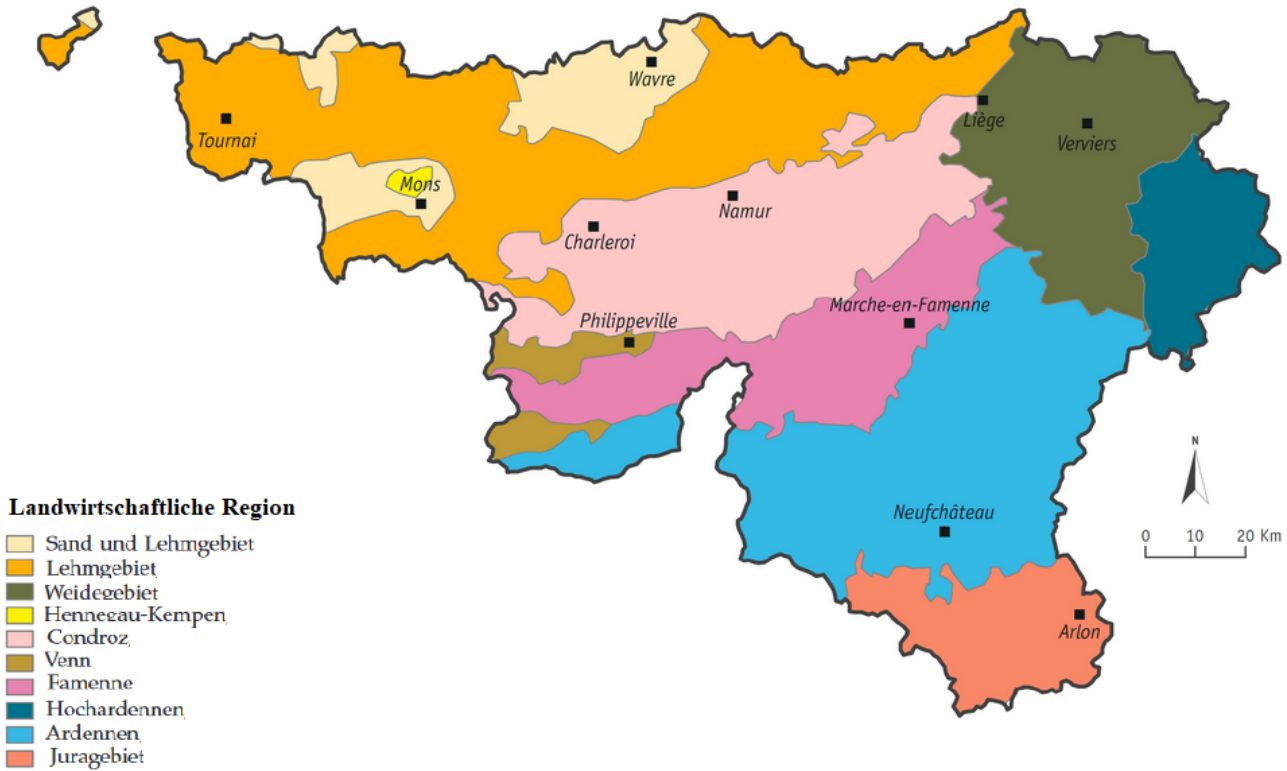 Wavre
Liège
Tournai
Verviers
Mons
Namur
Charleroi
Marche-en-Famenne
Philippeville
N
Landwirtschaftliche Region
Neufchâteau
0 10 20 Km
Sand und Lehmgebiet
Lehmgebiet
Weidegebiet
Hennegau-Kempen
Arlon
Condroz
Venn
Famenne
Hochardennen
Ardennen
Juragebiet